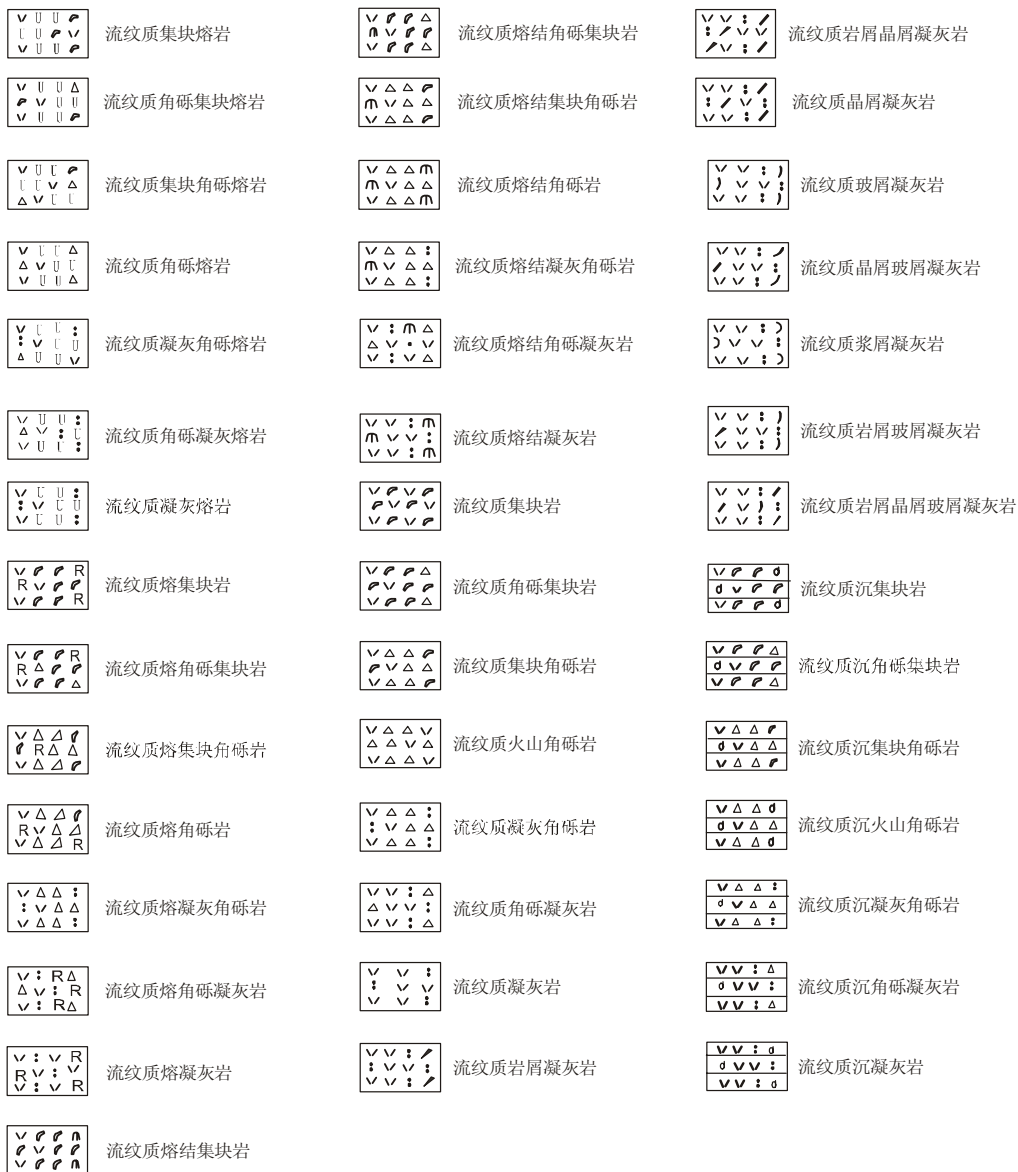 流纹质集块熔岩
流纹质角砾集块熔岩
流纹质集块角砾熔岩
流纹质角砾熔岩
流纹质凝灰角砾熔岩
流纹质角砾凝灰熔岩
流纹质凝灰熔岩
流纹质熔集块岩
流纹质熔角砾集块岩
流纹质熔集块角砾岩
流纹质熔角砾岩
流纹质熔凝灰角砾岩
流纹质熔角砾凝灰岩
流纹质熔凝灰岩
流纹质熔结集块岩
流纹质熔结角砾集块岩
流纹质熔结集块角砾岩
流纹质熔结角砾岩
流纹质熔结凝灰角砾岩
流纹质熔结角砾凝灰岩
流纹质熔结凝灰岩
流纹质集块岩
流纹质角砾集块岩
流纹质集块角砾岩
流纹质火山角砾岩
流纹质凝灰角砾岩
流纹质角砾凝灰岩
流纹质凝灰岩
流纹质岩屑凝灰岩
流纹质岩屑晶屑凝灰岩
流纹质晶屑凝灰岩
流纹质玻屑凝灰岩
流纹质晶屑玻屑凝灰岩
流纹质浆屑凝灰岩
流纹质岩屑玻屑凝灰岩
流纹质岩屑晶屑玻屑凝灰岩
流纹质沉集块岩
流纹质沉角砾集块岩
流纹质沉集块角砾岩
流纹质沉火山角砾岩
流纹质沉凝灰角砾岩
流纹质沉角砾凝灰岩
流纹质沉凝灰岩